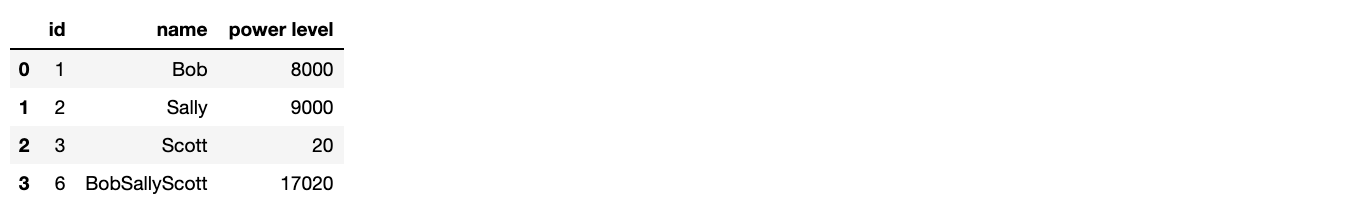 id name power level
0 1 Bob 8000
1 2 Sally 9000
2 3 Scott 20
3 6 BobSallyScott 17020